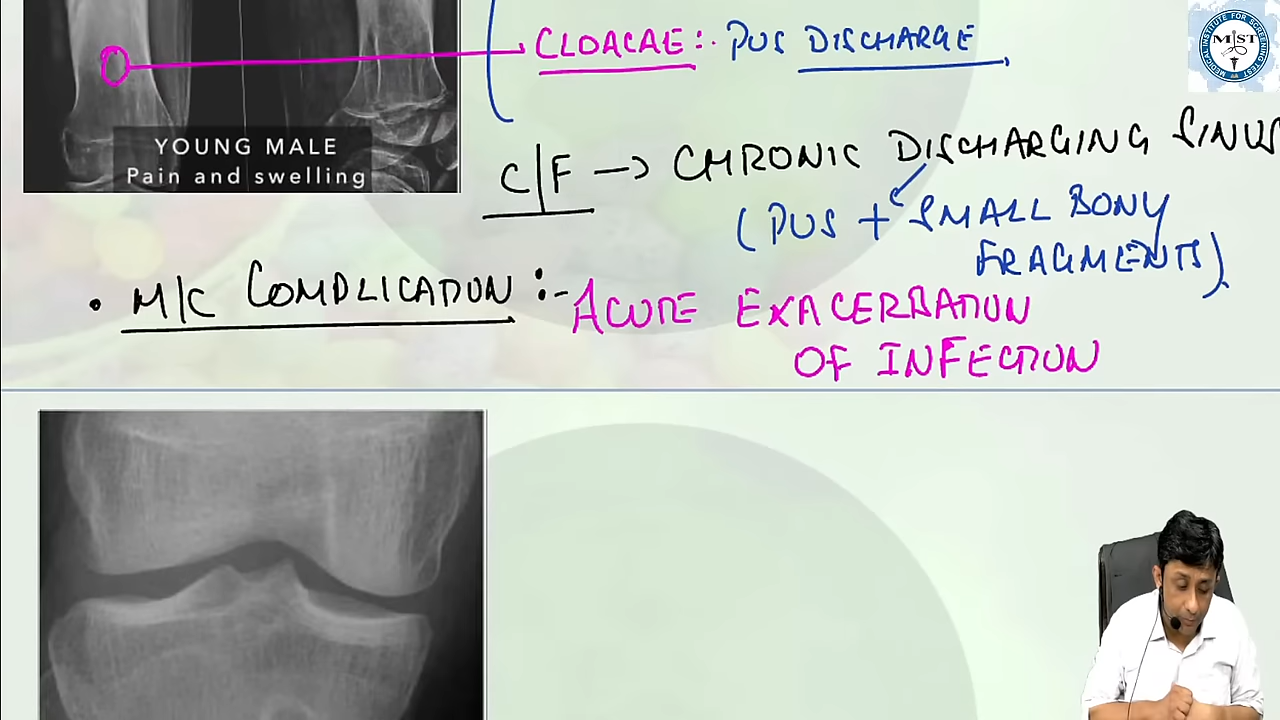 CLOACAE:- PUS DISCHARGE
MIST
YOUNG MALE
Pain and swelling
C/F → CHRONIC DISCHARGING SINUS
(PUS + SMALL BONY
FRAGMENTS).
• M/C COMPLICATION :- ACUTE EXACERBATION
OF INFECTION